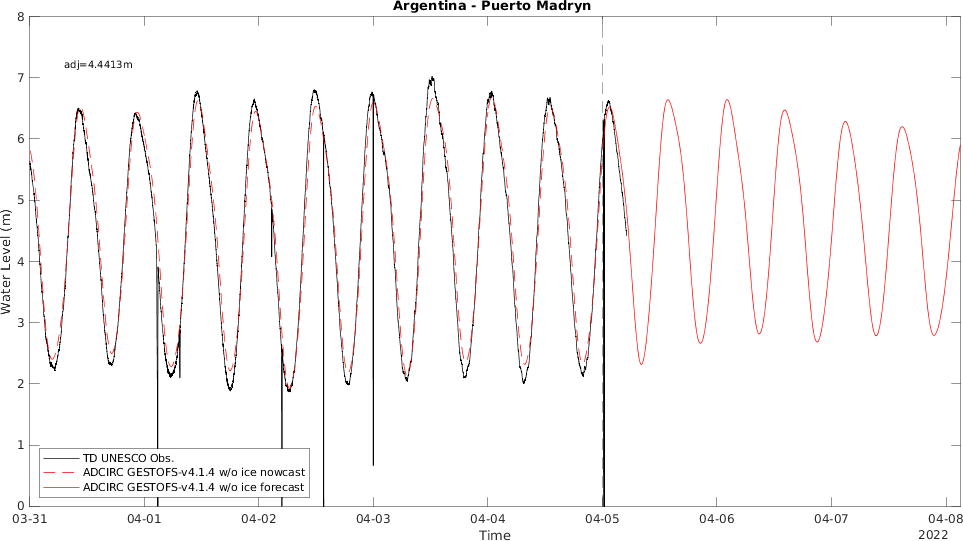 Argentina - Puerto Madryn
8
7
6
5
4
3
2
1
0
Water Level (m)
adj=4.4413m
TD UNESCO Obs.
ADCIRC GESTOFS-v4.1.4 w/o ice nowcast
ADCIRC GESTOFS-v4.1.4 w/o ice forecast
03-31 04-01 04-02 04-03 04-04 04-05 04-06 04-07 04-08
Time 2022